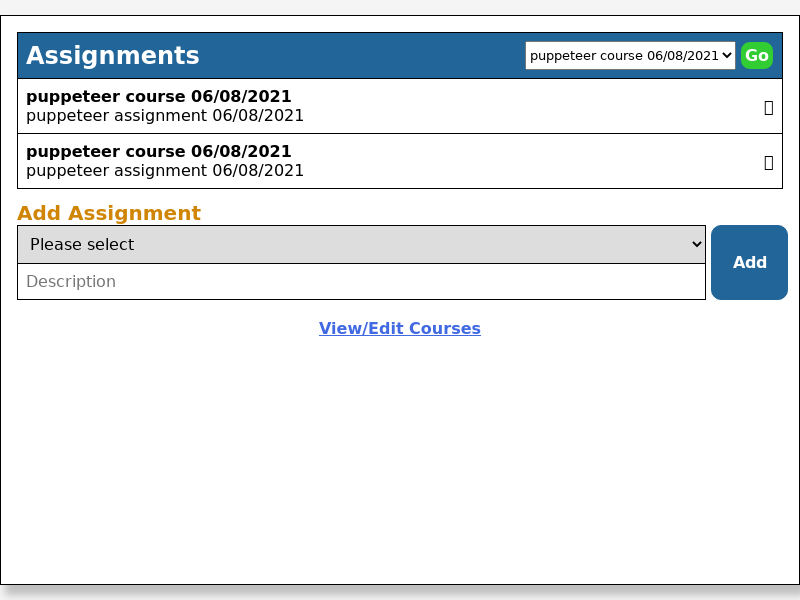 Assignments
puppeteer course 06/08/2021
Go
puppeteer course 06/08/2021
puppeteer assignment 06/08/2021
puppeteer course 06/08/2021
puppeteer assignment 06/08/2021
Add Assignment
Please select
Description
Add
View/Edit Courses